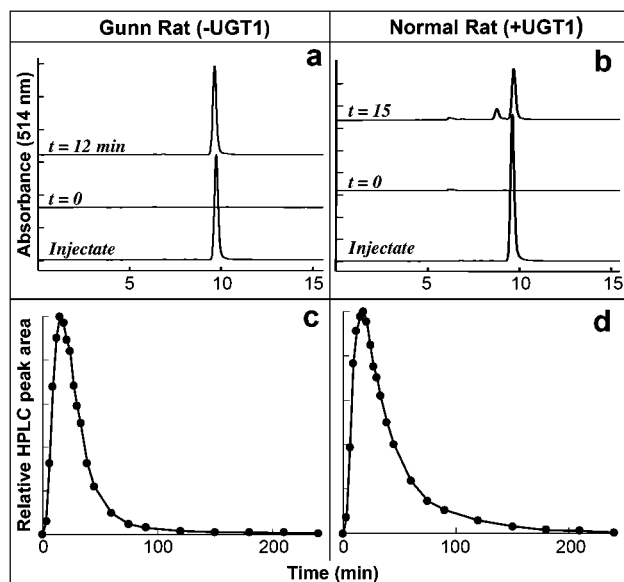 Gunn Rat (-UGT1)
Normal Rat (+UGT1)
Absorbance (514 nm)
a
t = 12 min
t = 0
Injectate
5
10
15
b
t = 15
t = 0
Injectate
5
10
15
Relative HPLC peak area
c
0
100
200
d
0
100
200
Time (min)